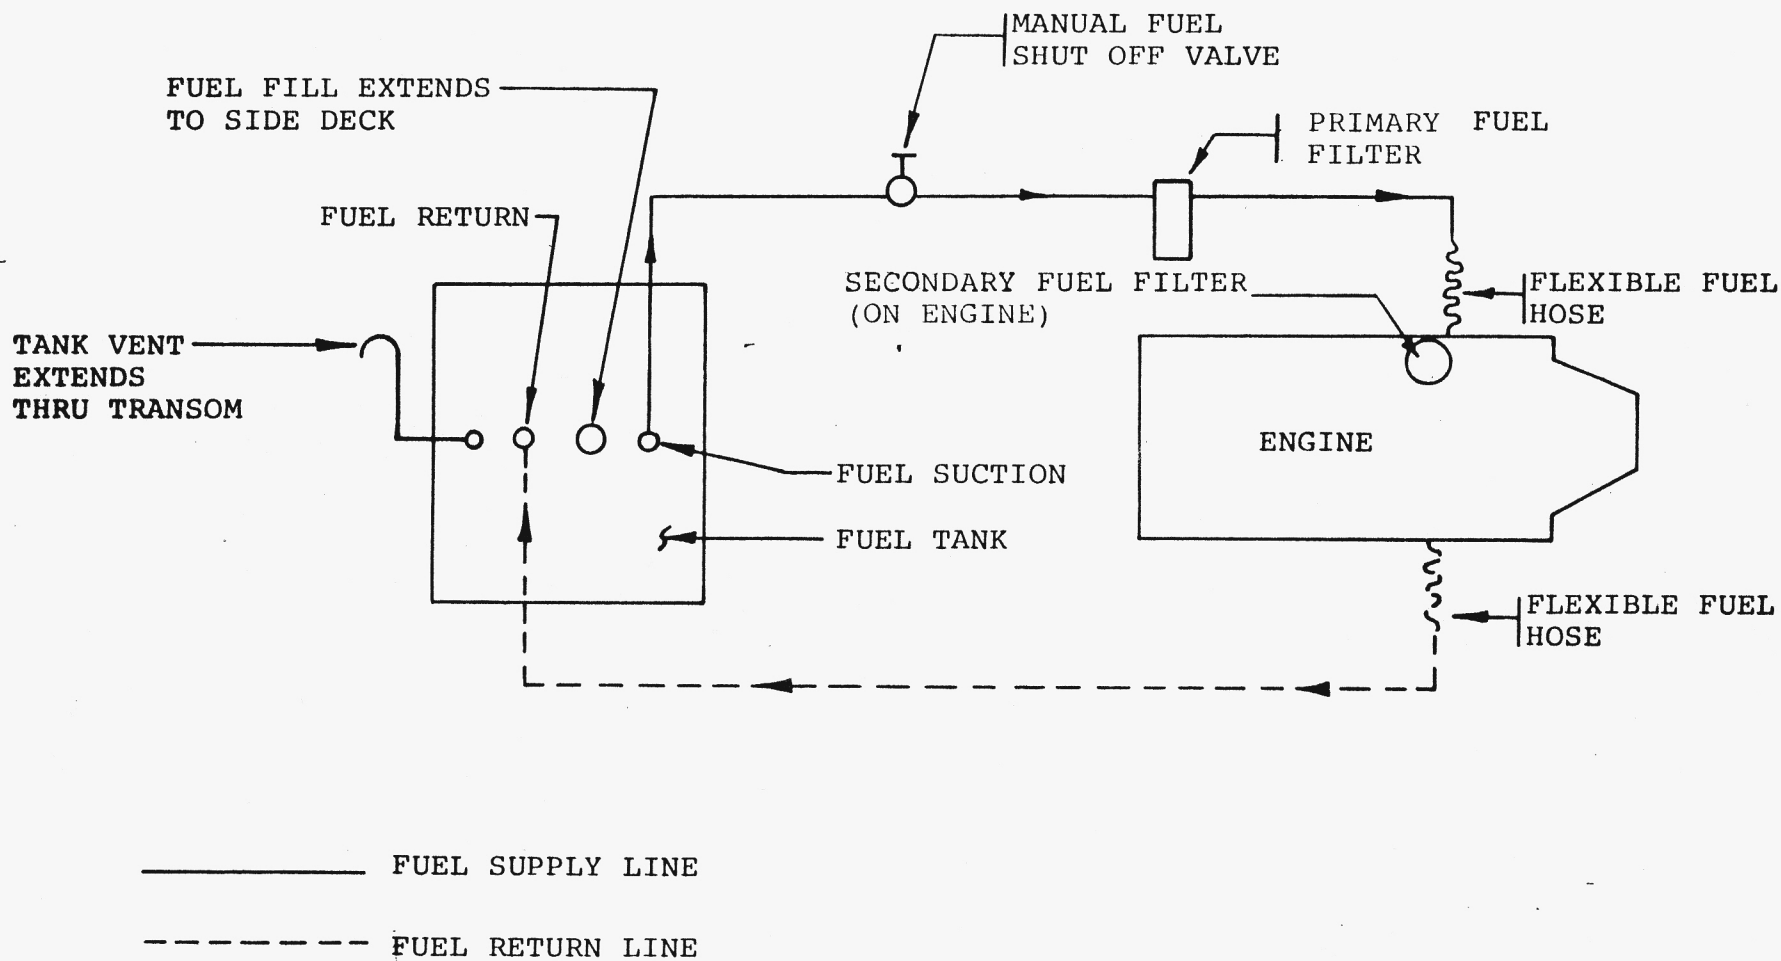 MANUAL FUEL
SHUT OFF VALVE
FUEL FILL EXTENDS
TO SIDE DECK
PRIMARY FUEL
FILTER
FUEL RETURN
SECONDARY FUEL FILTER
(ON ENGINE)
FLEXIBLE FUEL
HOSE
TANK VENT
EXTENDS
THRU TRANSOM
ENGINE
FUEL SUCTION
FUEL TANK
FLEXIBLE FUEL
HOSE
FUEL SUPPLY LINE
FUEL RETURN LINE